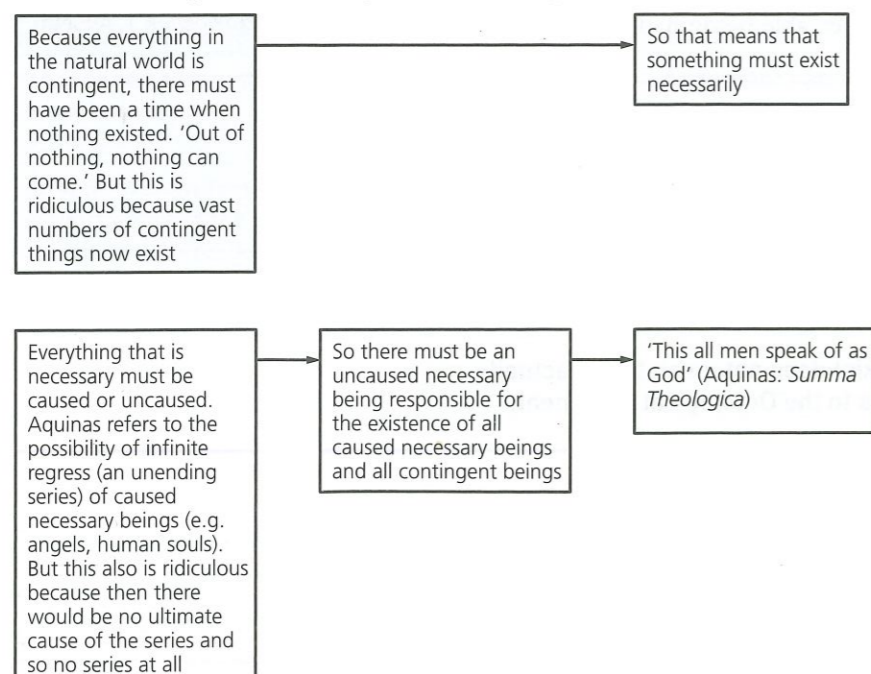 Because everything in
the natural world is
contingent, there must
have been a time when
nothing existed. 'Out of
nothing, nothing can
come.' But this is
ridiculous because vast
numbers of contingent
things now exist
So that means that
something must exist
necessarily
Everything that is
necessary must be
caused or uncaused.
Aquinas refers to the
possibility of infinite
regress (an unending
series) of caused
necessary beings (e.g.
angels, human souls).
But this also is ridiculous
because then there
would be no ultimate
cause of the series and
so no series at all
So there must be an
uncaused necessary
being responsible for
the existence of all
caused necessary beings
and all contingent beings
'This all men speak of as
God' (Aquinas: Summa
Theologica)